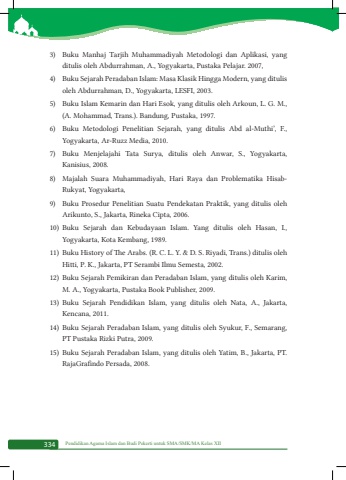 3) Buku Manhaj Tarjih Muhammadiyah Metodologi dan Aplikasi, yang
ditulis oleh Abdurrahman, A., Yogyakarta, Pustaka Pelajar. 2007,
4) Buku Sejarah Peradaban Islam: Masa Klasik Hingga Modern, yang ditulis
oleh Abdurrahman, D., Yogyakarta, LESFI, 2003.
5) Buku Islam Kemarin dan Hari Esok, yang ditulis oleh Arkoun, L. G. M.,
(A. Mohammad, Trans.). Bandung, Pustaka, 1997.
6) Buku Metodologi Penelitian Sejarah, yang ditulis Abd al-Muthi', F.,
Yogyakarta, Ar-Ruzz Media, 2010.
7) Buku Menjelajahi Tata Surya, ditulis oleh Anwar, S., Yogyakarta,
Kanisius, 2008.
8) Majalah Suara Muhammadiyah, Hari Raya dan Problematika Hisab-
Rukyat, Yogyakarta,
9) Buku Prosedur Penelitian Suatu Pendekatan Praktik, yang ditulis oleh
Arikunto, S., Jakarta, Rineka Cipta, 2006.
10) Buku Sejarah dan Kebudayaan Islam. Yang ditulis oleh Hasan, I.,
Yogyakarta, Kota Kembang, 1989.
11) Buku History of The Arabs. (R. C. L. Y. & D. S. Riyadi, Trans.) ditulis oleh
Hitti, P. K., Jakarta, PT Serambi Ilmu Semesta, 2002.
12) Buku Sejarah Pemikiran dan Peradaban Islam, yang ditulis oleh Karim,
M. A., Yogyakarta, Pustaka Book Publisher, 2009.
13) Buku Sejarah Pendidikan Islam, yang ditulis oleh Nata, A., Jakarta,
Kencana, 2011.
14) Buku Sejarah Peradaban Islam, yang ditulis oleh Syukur, F., Semarang,
PT Pustaka Rizki Putra, 2009.
15) Buku Sejarah Peradaban Islam, yang ditulis oleh Yatim, B., Jakarta, PT.
RajaGrafindo Persada, 2008.
334 Pendidikan Agama Islam dan Budi Pekerti untuk SMA/SMK/MA Kelas XII